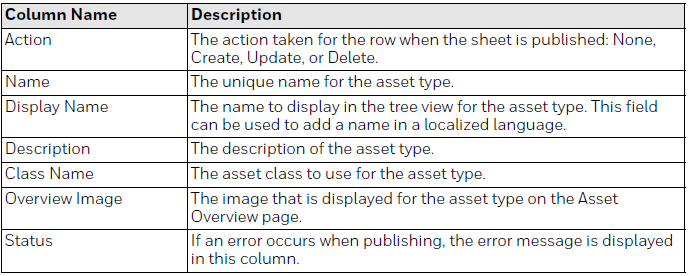 Column Name Description
Action The action taken for the row when the sheet is published: None,
Create, Update, or Delete.
Name The unique name for the asset type.
Display Name The name to display in the tree view for the asset type. This field
can be used to add a name in a localized language.
Description The description of the asset type.
Class Name The asset class to use for the asset type.
Overview Image The image that is displayed for the asset type on the Asset
Overview page.
Status If an error occurs when publishing, the error message is displayed
in this column.